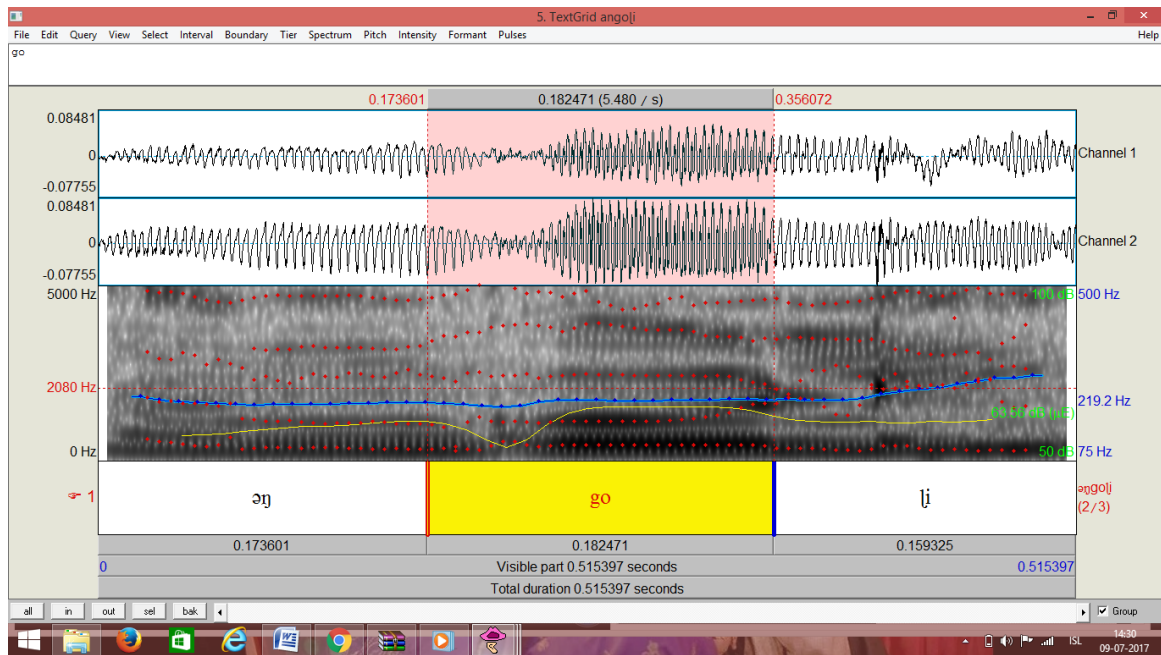 5. TextGrid angoḷi
File Edit Query View Select Interval Boundary Tier Spectrum Pitch Intensity Formant Pulses Help
go
0.173601 0.182471 (5.480 / s) 0.356072
0.08481
0
-0.07755
Channel 1
0.08481
0
-0.07755
Channel 2
5000 Hz 100 dB 500 Hz
2080 Hz
219.2 Hz
0 Hz 50 dB 75 Hz
☞ 1 əŋ go ḷi əŋgoḷi
(2/3)
0.173601 0.182471 0.159325
0 Visible part 0.515397 seconds 0.515397
Total duration 0.515397 seconds
all in out sel bak Group
ISL 14:30
09-07-2017